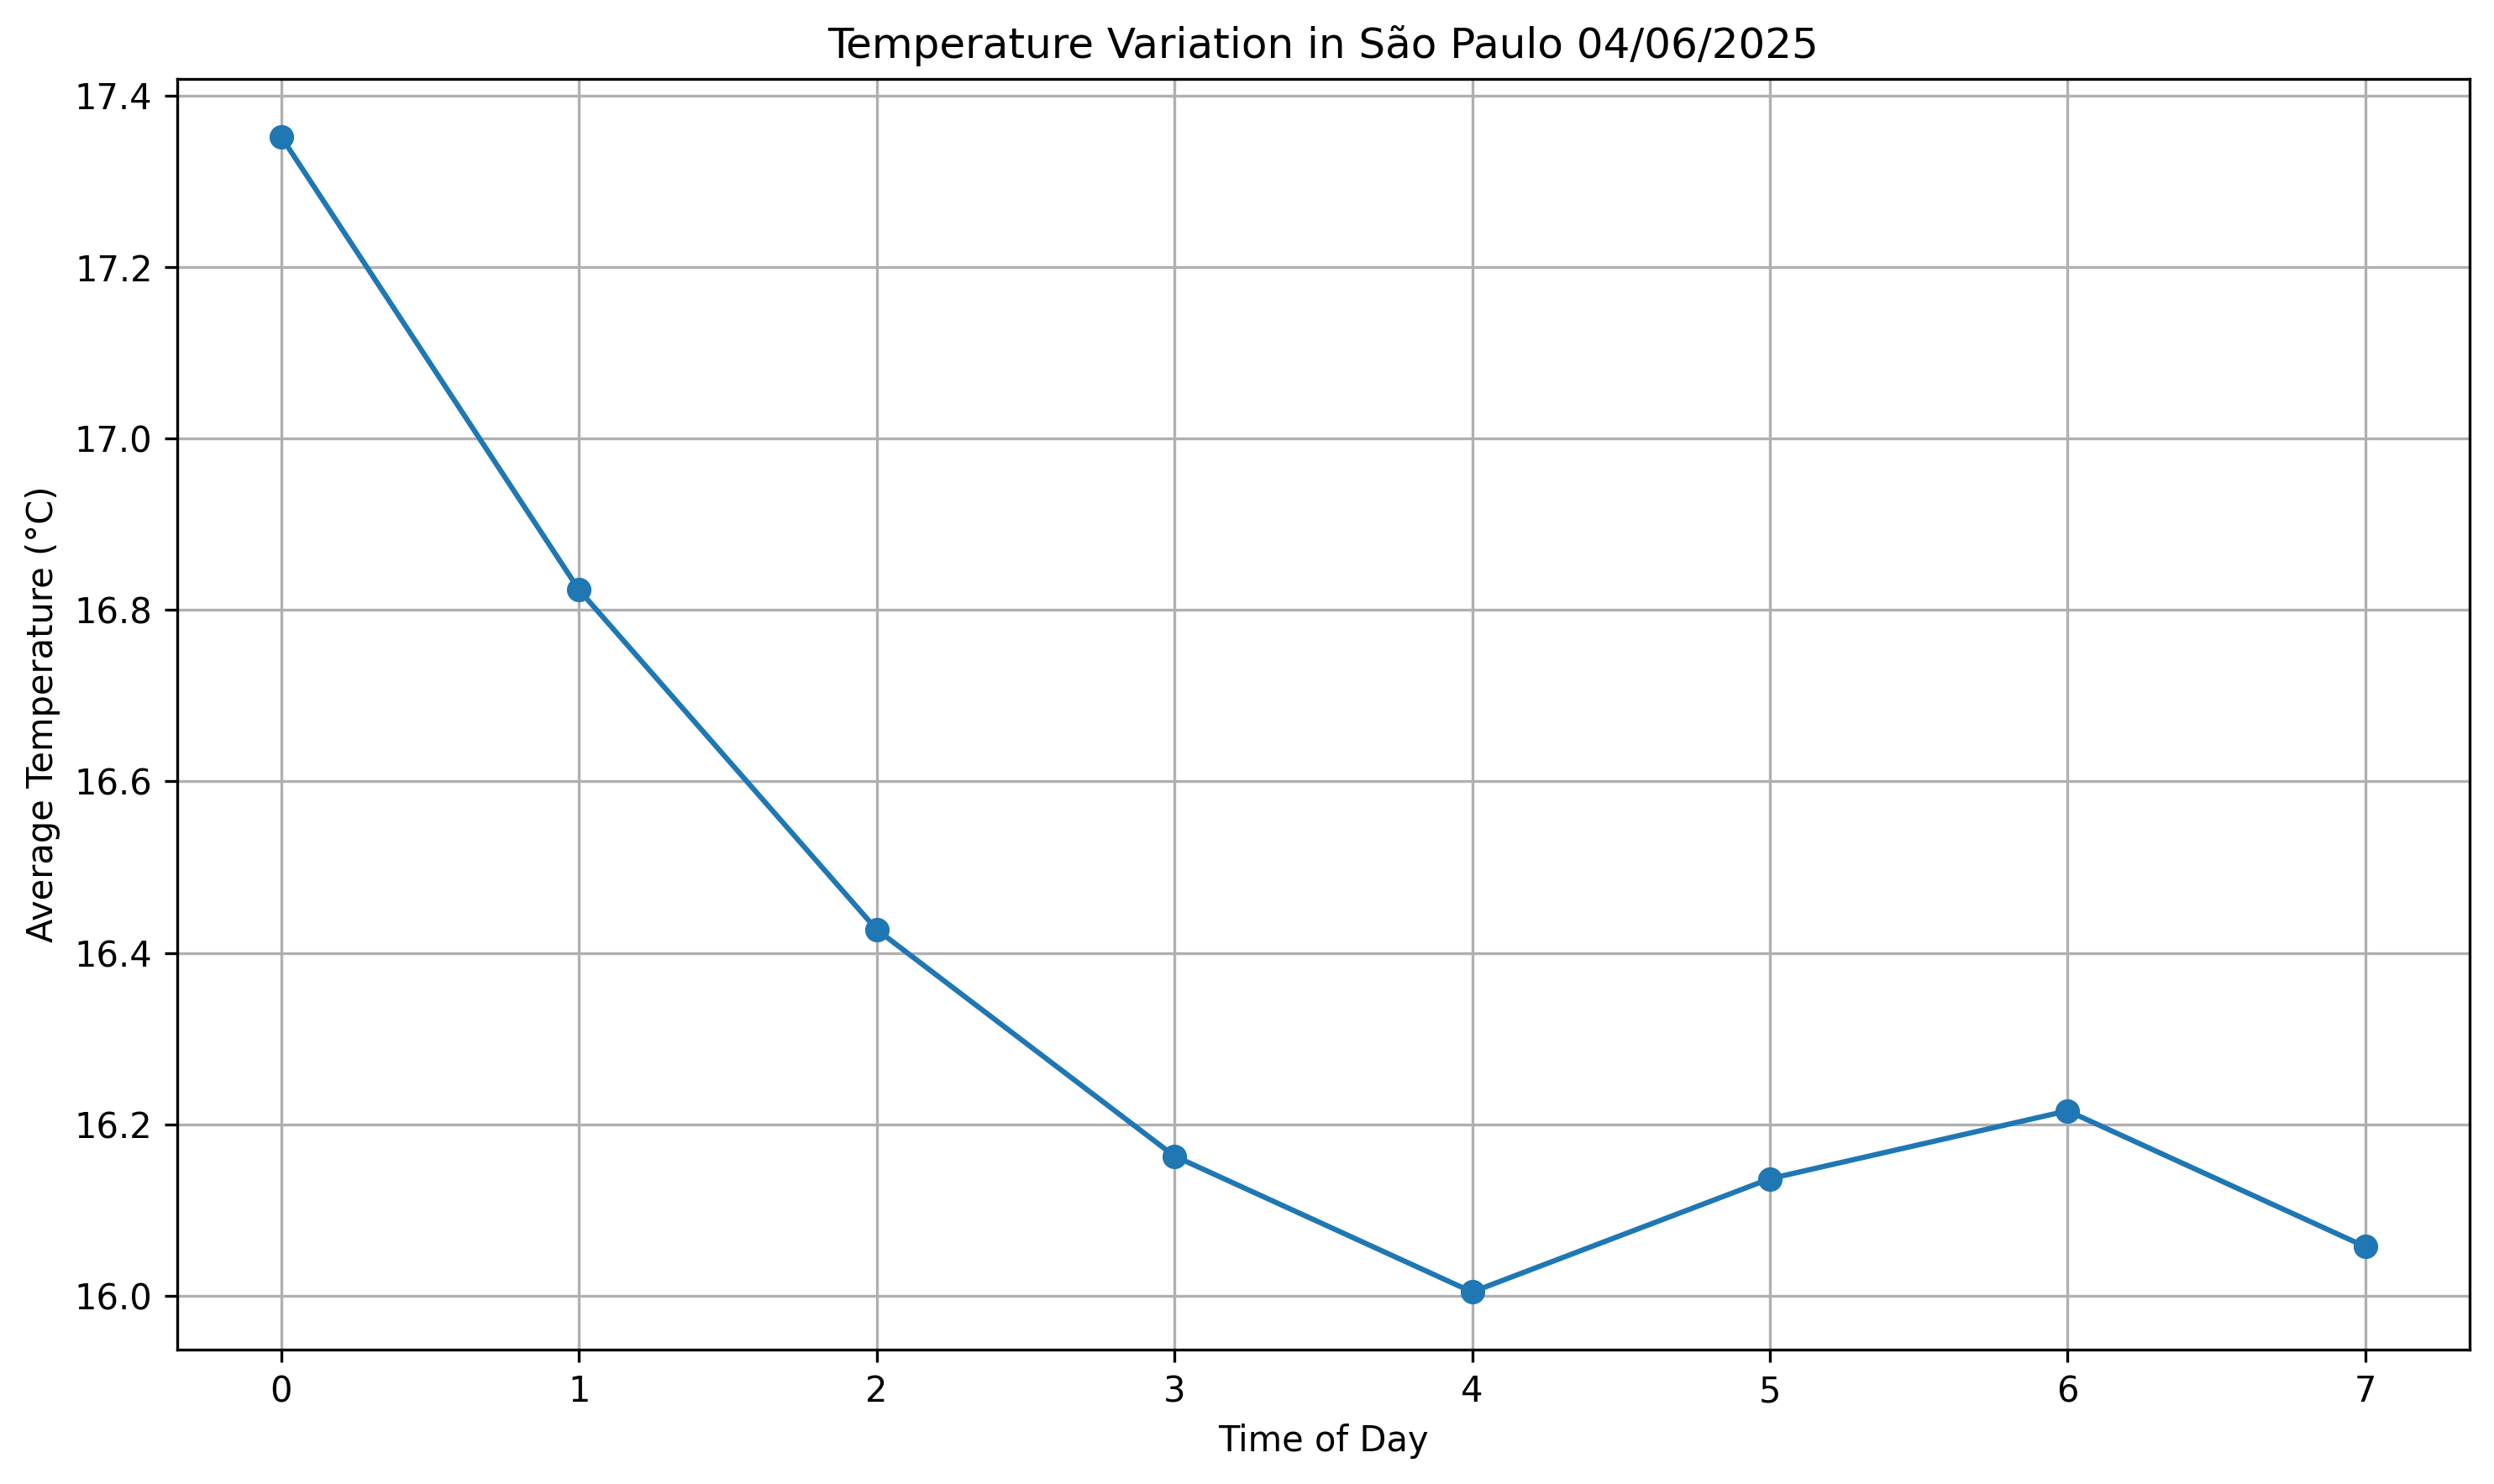 Temperature Variation in São Paulo 04/06/2025
17.4
17.2
17.0
16.8
16.6
16.4
16.2
16.0
Average Temperature (°C)
0 1 2 3 4 5 6 7
Time of Day